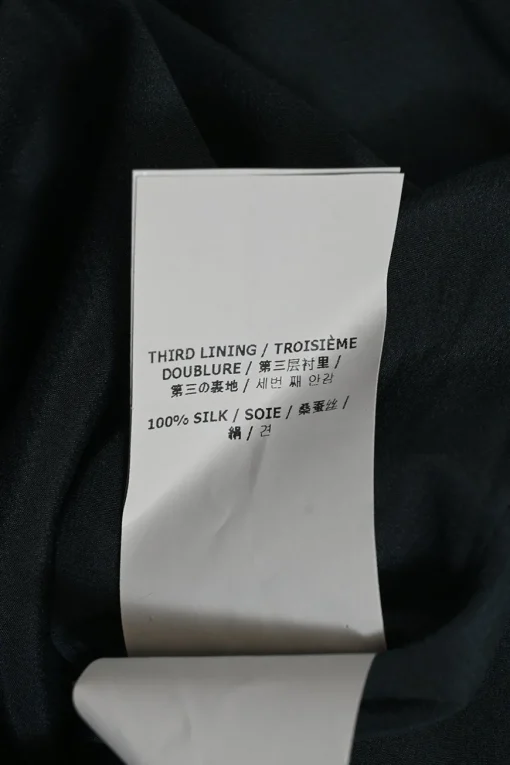 THIRD LINING / TROISIÈME
DOUBLURE / 第三层衬里 /
第三の裏地 / 세번 째 안감
100% SILK / SOIE / 桑蚕丝 /
絹 / 견